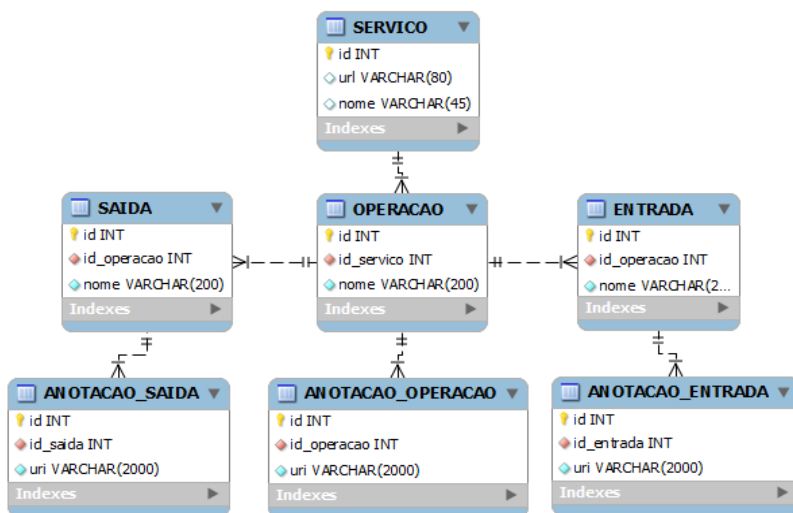 SERVICO
id INT
url VARCHAR(80)
nome VARCHAR(45)
Indexes
SAIDA
id INT
id_operacao INT
nome VARCHAR(200)
Indexes
OPERACAO
id INT
id_servico INT
nome VARCHAR(200)
Indexes
ENTRADA
id INT
id_operacao INT
nome VARCHAR(2...
Indexes
ANOTACAO_SAIDA
id INT
id_saida INT
uri VARCHAR(2000)
Indexes
ANOTACAO_OPERACAO
id INT
id_operacao INT
uri VARCHAR(2000)
Indexes
ANOTACAO_ENTRADA
id INT
id_entrada INT
uri VARCHAR(2000)
Indexes